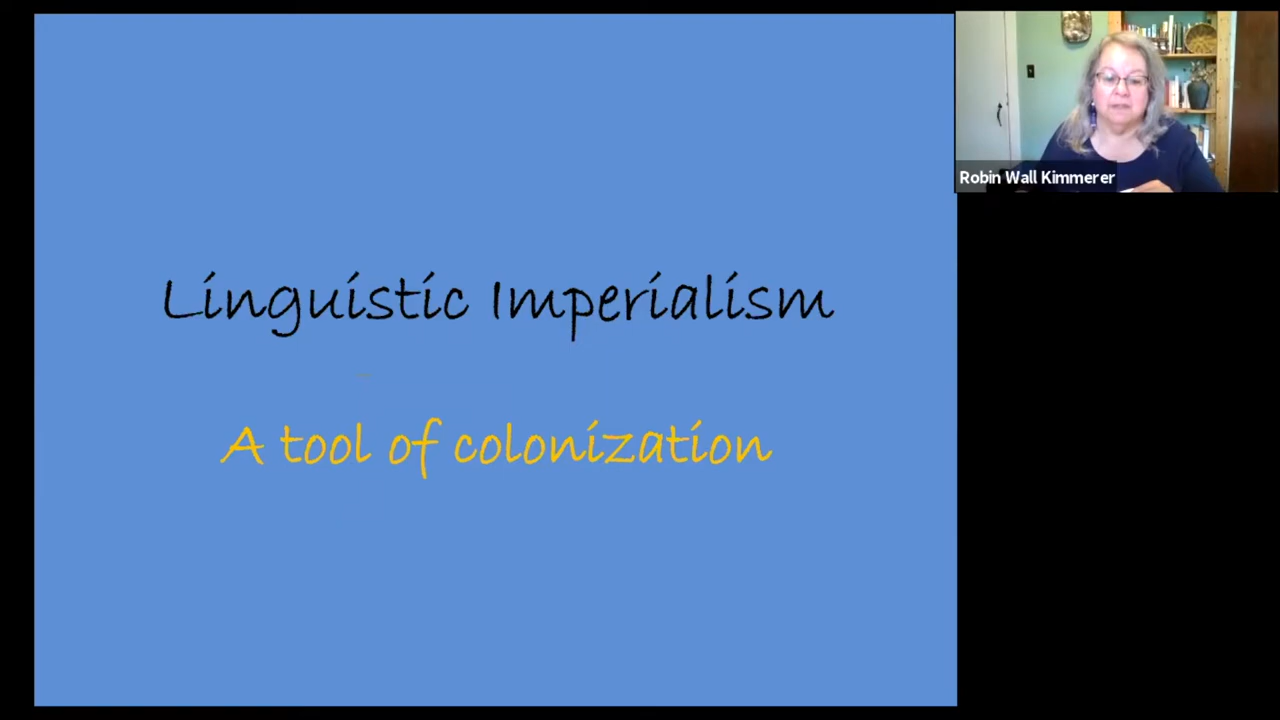 Robin Wall Kimmerer
Linguistic Imperialism
A tool of colonization